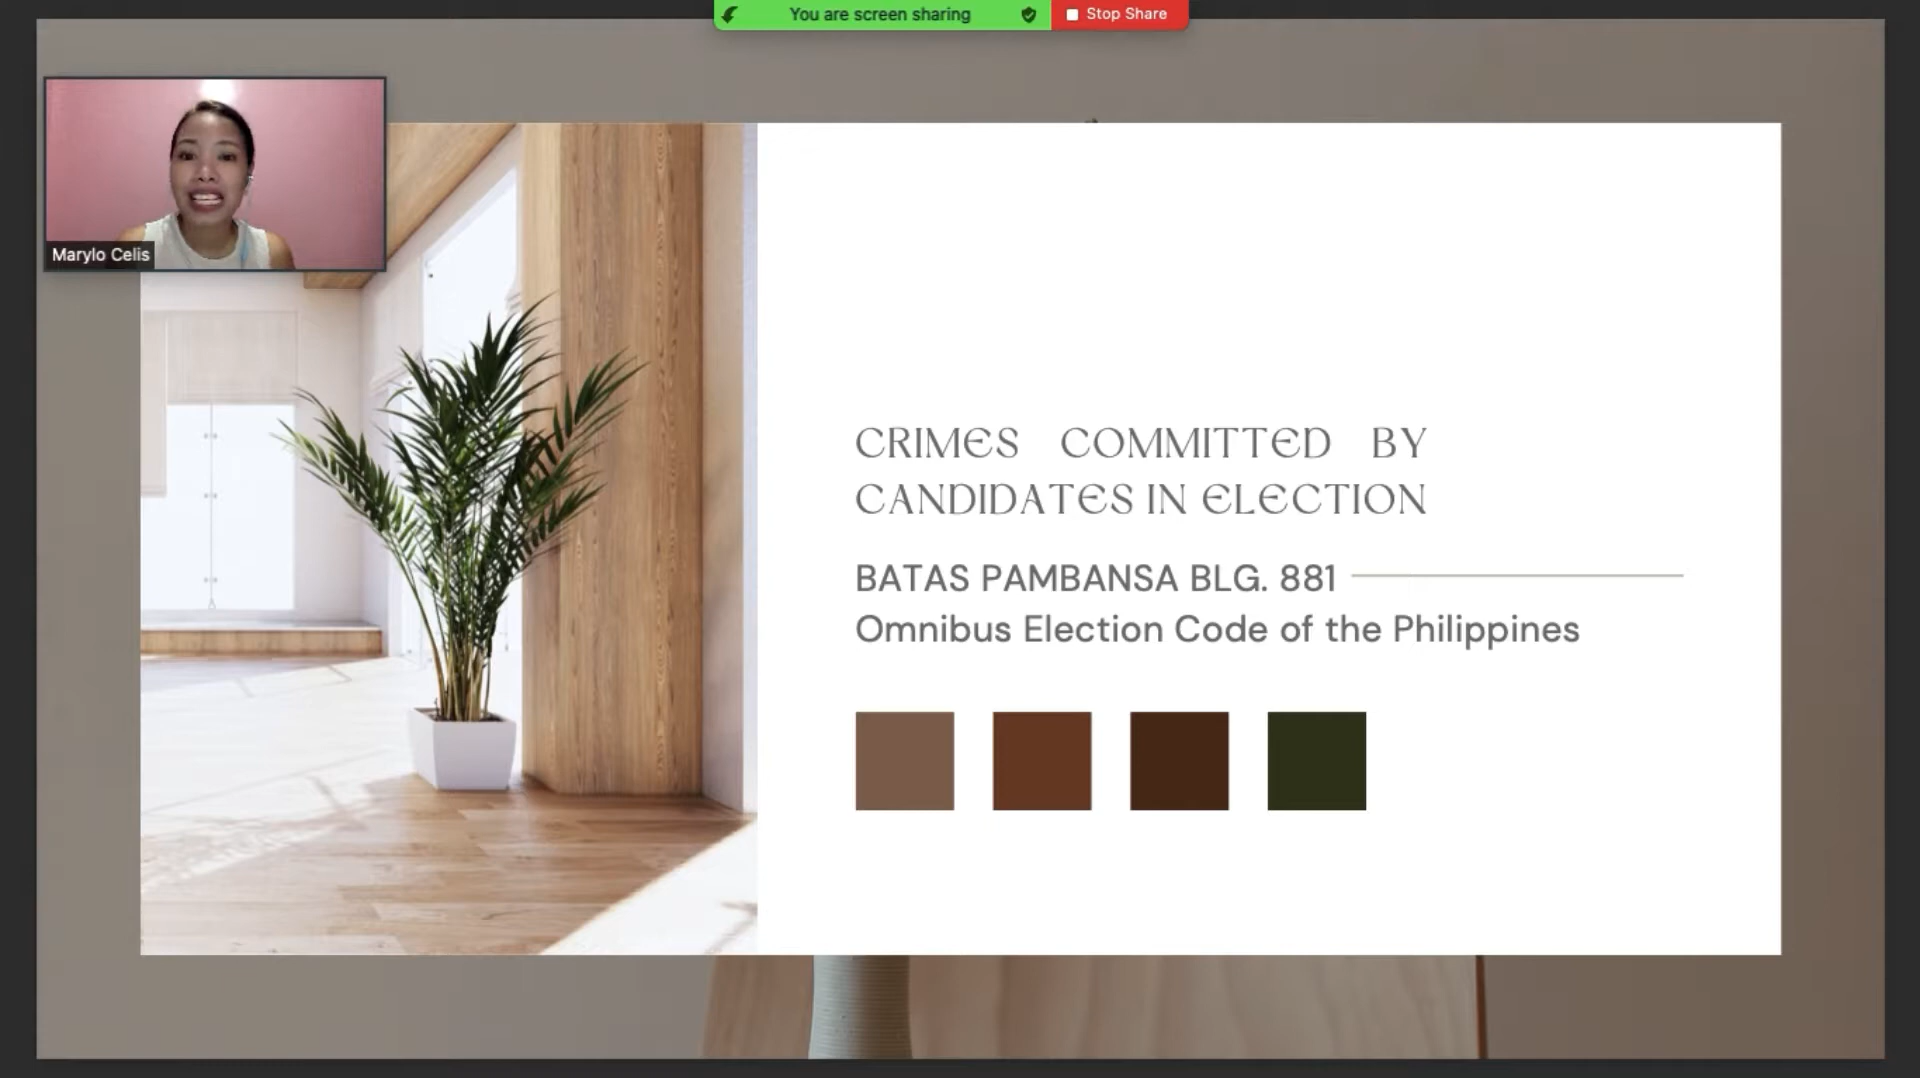 You are screen sharing
Stop Share
Marylo Celis
CRIMES COMMITTED BY
CANDIDATES IN ELECTION
BATAS PAMBANSA BLG. 881
Omnibus Election Code of the Philippines